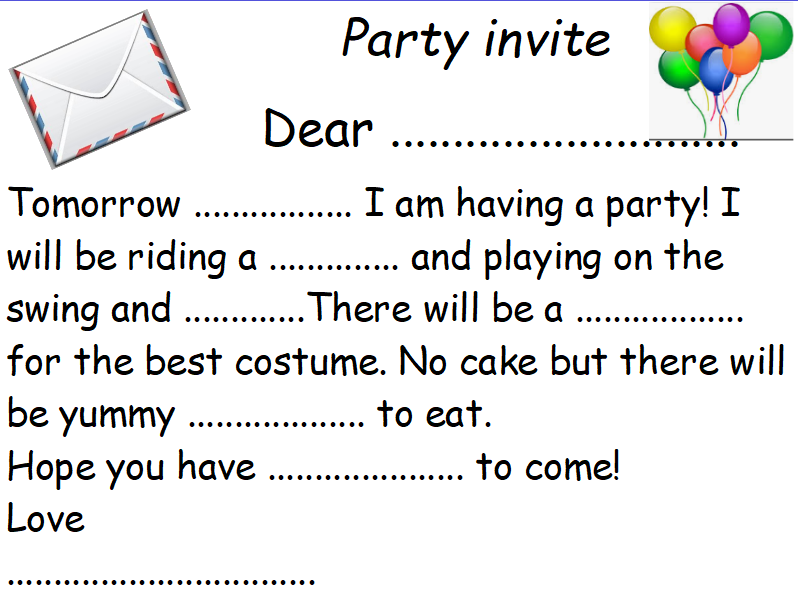 Party invite
Dear ............................
Tomorrow ................. I am having a party! I
will be riding a .............. and playing on the
swing and .............There will be a ..................
for the best costume. No cake but there will
be yummy ................... to eat.
Hope you have ..................... to come!
Love
.................................